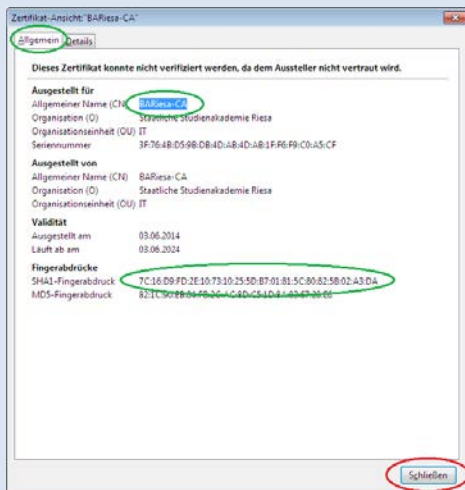 Zertifikat-Ansicht:"BARiesa-CA"
Allgemein Details
Dieses Zertifikat konnte nicht verifiziert werden, da dem Aussteller nicht vertraut wird.
Ausgestellt für
Allgemeiner Name (CN) BARiesa-CA
Organisation (O) Staatliche Studienakademie Riesa
Organisationseinheit (OU) IT
Seriennummer 3F:76:4B:D5:9B:DB:4D:AB:4D:AB:1F:F6:F9:C0:A5:CF
Ausgestellt von
Allgemeiner Name (CN) BARiesa-CA
Organisation (O) Staatliche Studienakademie Riesa
Organisationseinheit (OU) IT
Validität
Ausgestellt am 03.06.2014
Läuft ab am 03.06.2024
Fingerabdrücke
SHA1-Fingerabdruck 7C:16:D9:FD:2E:10:73:10:25:5D:B7:01:81:5C:80:82:5B:02:A3:DA
MD5-Fingerabdruck
Schließen